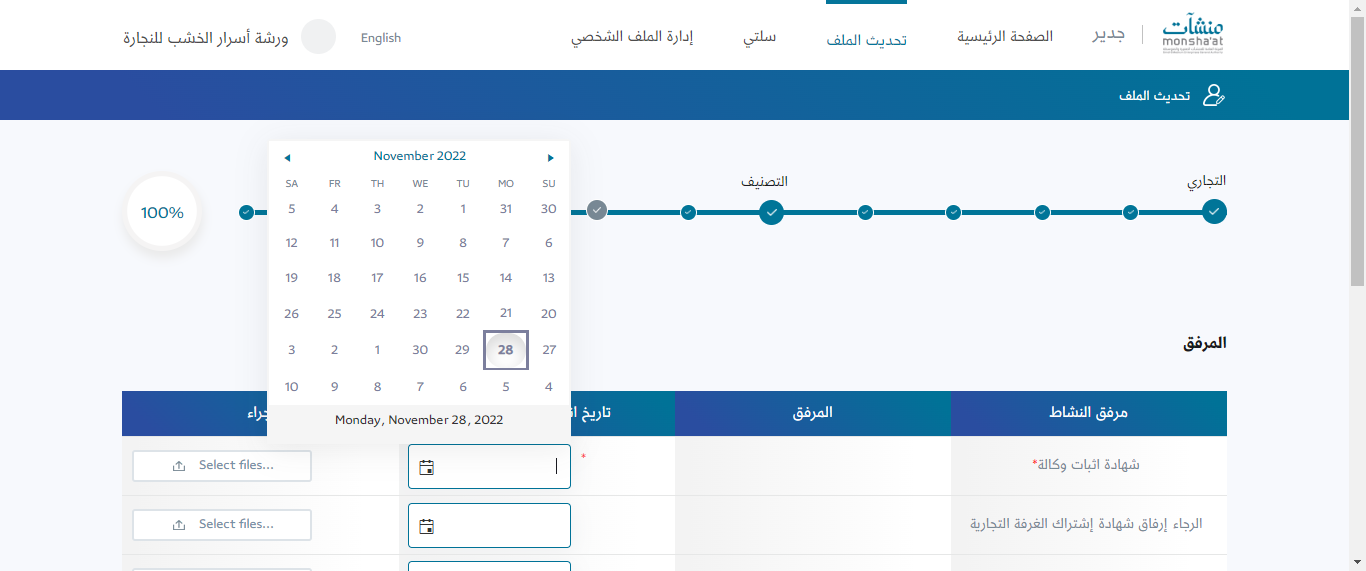 منشآت
monsha'at
جدير
الصفحة الرئيسية
تحديث الملف
سلتي
إدارة الملف الشخصي
English
ورشة أسرار الخشب للنجارة
تحديث الملف
التجاري
التصنيف
100%
November 2022
SA FR TH WE TU MO SU
5 4 3 2 1 31 30
12 11 10 9 8 7 6
19 18 17 16 15 14 13
26 25 24 23 22 21 20
3 2 1 30 29 28 27
10 9 8 7 6 5 4
Monday, November 28, 2022
المرفق
مرفق النشاط المرفق تاريخ
شهادة اثبات وكالة* * Select files...
الرجاء إرفاق شهادة إشتراك الغرفة التجارية Select files...